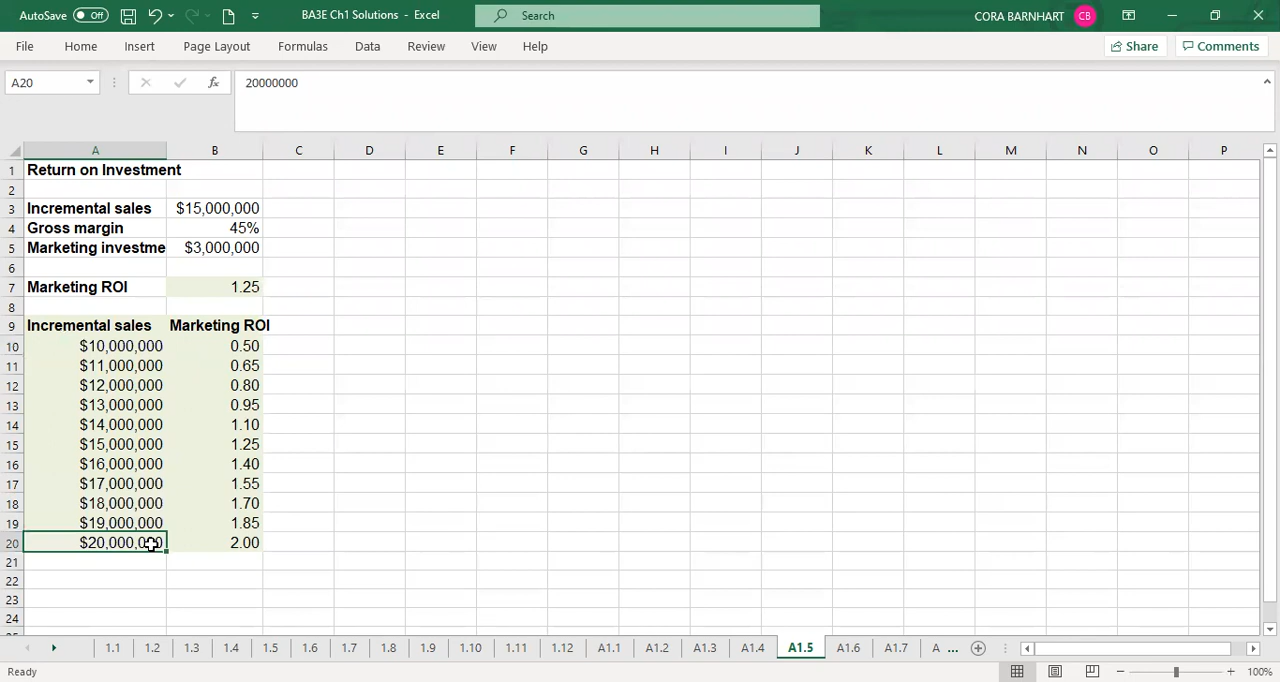 AutoSave Off BA3E Ch1 Solutions - Excel Search CORA BARNHART CB
File Home Insert Page Layout Formulas Data Review View Help Share Comments
A20 fx 20000000
A B C D E F G H I J K L M N O P
1 Return on Investment
2
3 Incremental sales $15,000,000
4 Gross margin 45%
5 Marketing investme $3,000,000
6
7 Marketing ROI 1.25
8
9 Incremental sales Marketing ROI
10 $10,000,000 0.50
11 $11,000,000 0.65
12 $12,000,000 0.80
13 $13,000,000 0.95
14 $14,000,000 1.10
15 $15,000,000 1.25
16 $16,000,000 1.40
17 $17,000,000 1.55
18 $18,000,000 1.70
19 $19,000,000 1.85
20 $20,000,000 2.00
21
22
23
24
1.1 1.2 1.3 1.4 1.5 1.6 1.7 1.8 1.9 1.10 1.11 1.12 A1.1 A1.2 A1.3 A1.4 A1.5 A1.6 A1.7 A ...
Ready 100%